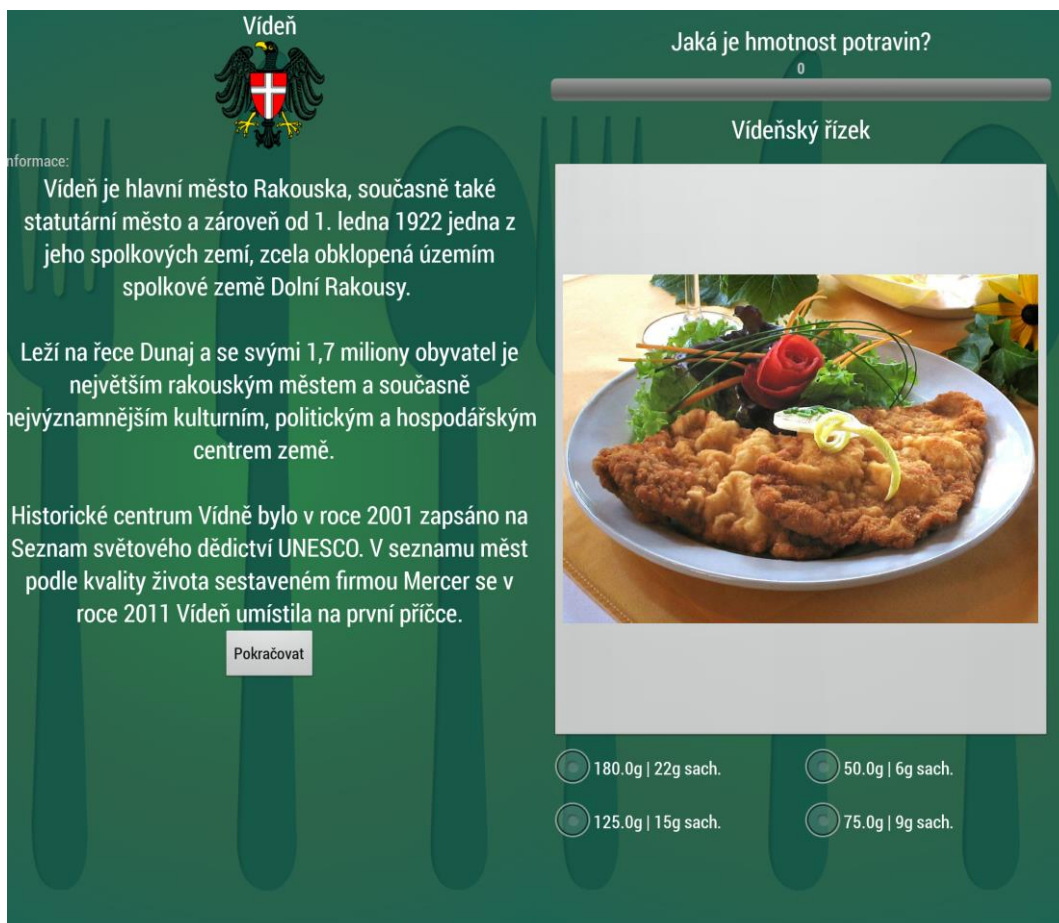 Vídeň
nformace:
Vídeň je hlavní město Rakouska, současně také
statutární město a zároveň od 1. ledna 1922 jedna z
jeho spolkových zemí, zcela obklopená územím
spolkové země Dolní Rakousy.
Leží na řece Dunaj a se svými 1,7 miliony obyvatel je
největším rakouským městem a současně
nejvýznamnějším kulturním, politickým a hospodářským
centrem země.
Historické centrum Vídně bylo v roce 2001 zapsáno na
Seznam světového dědictví UNESCO. V seznamu měst
podle kvality života sestaveném firmou Mercer se v
roce 2011 Vídeň umístila na první příčce.
Pokračovat
Jaká je hmotnost potravin?
0
Vídeňský řízek
180.0g | 22g sach.
50.0g | 6g sach.
125.0g | 15g sach.
75.0g | 9g sach.